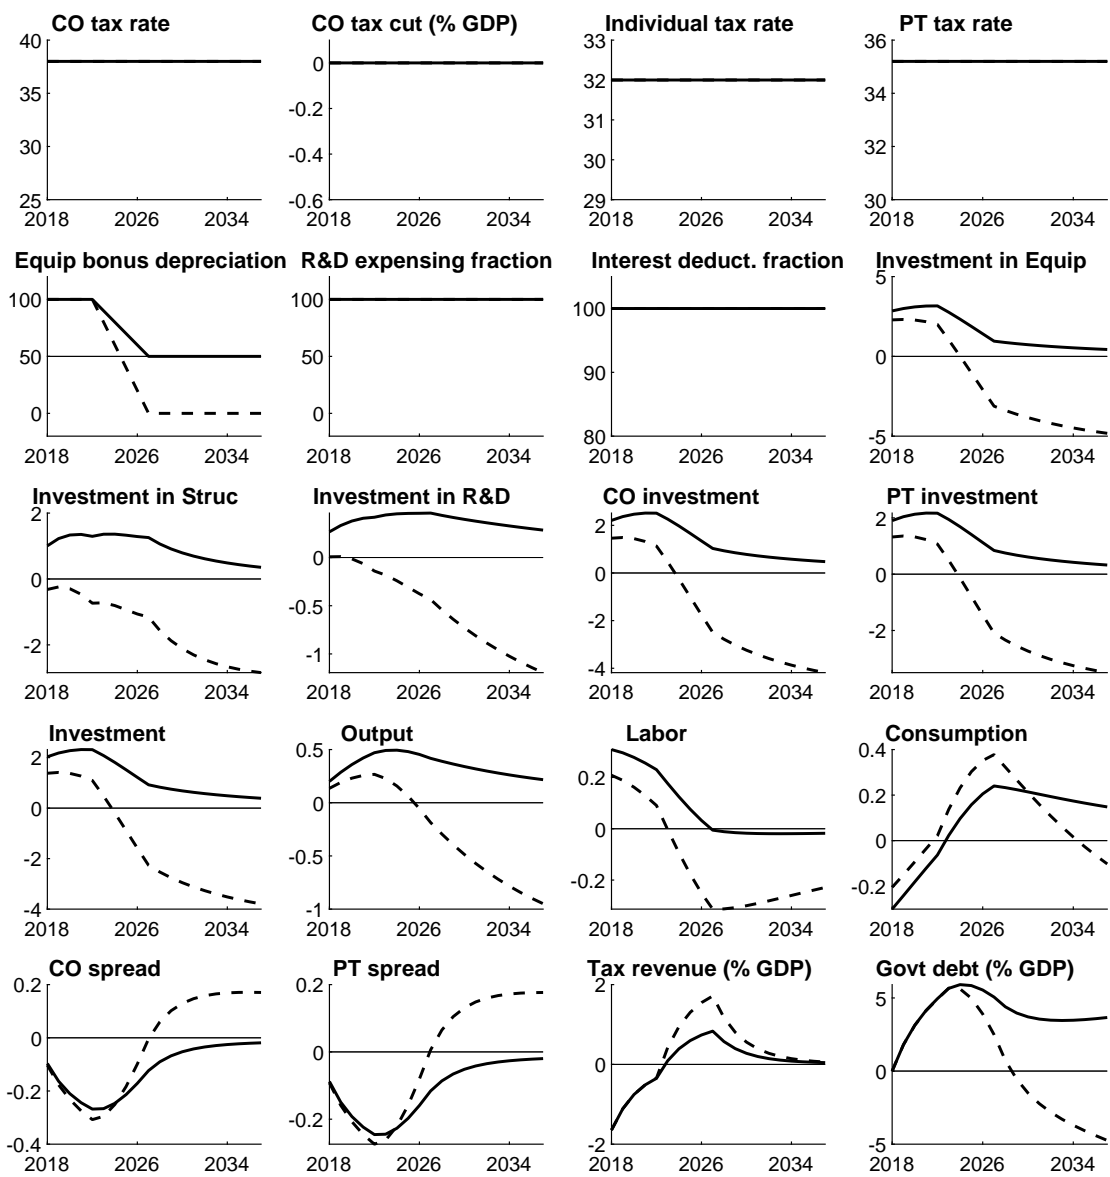 CO tax rate
40
35
30
25
2018 2026 2034
CO tax cut (% GDP)
0
-0.2
-0.4
-0.6
2018 2026 2034
Individual tax rate
33
32
31
30
29
2018 2026 2034
PT tax rate
36
34
32
30
2018 2026 2034
Equip bonus depreciation
100
50
0
2018 2026 2034
R&D expensing fraction
100
50
0
2018 2026 2034
Interest deduct. fraction
100
90
80
2018 2026 2034
Investment in Equip
5
0
-5
2018 2026 2034
Investment in Struc
2
0
-2
2018 2026 2034
Investment in R&D
0
-0.5
-1
2018 2026 2034
CO investment
2
0
-2
-4
2018 2026 2034
PT investment
2
0
-2
2018 2026 2034
Investment
2
0
-2
-4
2018 2026 2034
Output
0.5
0
-0.5
-1
2018 2026 2034
Labor
0.2
0
-0.2
2018 2026 2034
Consumption
0.4
0.2
0
-0.2
2018 2026 2034
CO spread
0.2
0
-0.2
-0.4
2018 2026 2034
PT spread
0.2
0
-0.2
2018 2026 2034
Tax revenue (% GDP)
2
0
-2
2018 2026 2034
Govt debt (% GDP)
5
0
-5
2018 2026 2034